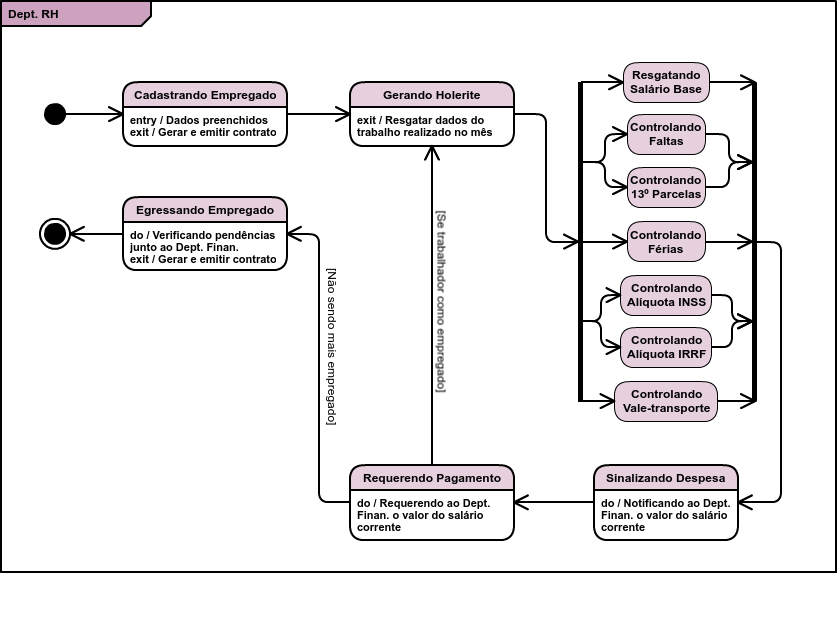 Dept. RH
Cadastrando Empregado
entry / Dados preenchidos
exit / Gerar e emitir contrato
Gerando Holerite
exit / Resgatar dados do
trabalho realizado no mês
Resgatando
Salário Base
Controlando
Faltas
Controlando
13º Parcelas
Controlando
Férias
Controlando
Alíquota INSS
Controlando
Alíquota IRRF
Controlando
Vale-transporte
Egressando Empregado
do / Verificando pendências
junto ao Dept. Finan.
exit / Gerar e emitir contrato
[Não sendo mais empregado]
[Se trabalhador como empregado]
Requerendo Pagamento
do / Requerendo ao Dept.
Finan. o valor do salário
corrente
Sinalizando Despesa
do / Notificando ao Dept.
Finan. o valor do salário
corrente